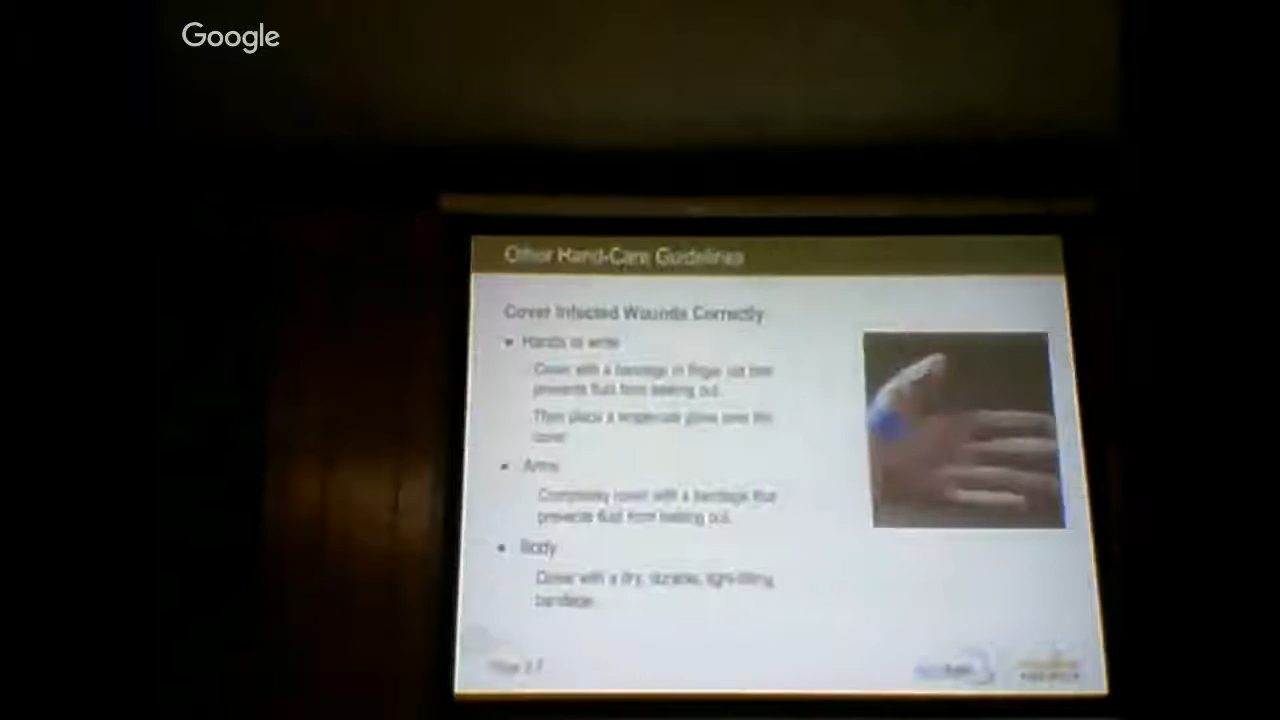 Google
Other Hand-Care Guidelines
Cover Infected Wounds Correctly
• Hands or wrist
Cover with a bandage or finger cot that
prevents fluid from leaking out.
Then place a single-use glove over the
cover
• Arms
Completely cover with a bandage that
prevents fluid from leaking out.
• Body
Cover with a dry, durable, tight-fitting
bandage